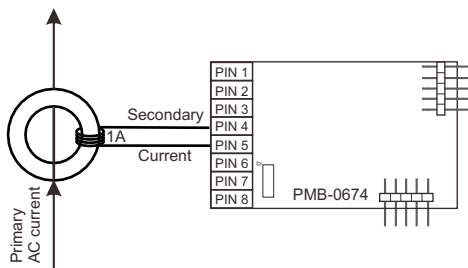 PIN 1
PIN 2
PIN 3
Secondary
PIN 4
1A
Current
PIN 5
PIN 6
PIN 7
PMB-0674
PIN 8
Primary
AC current